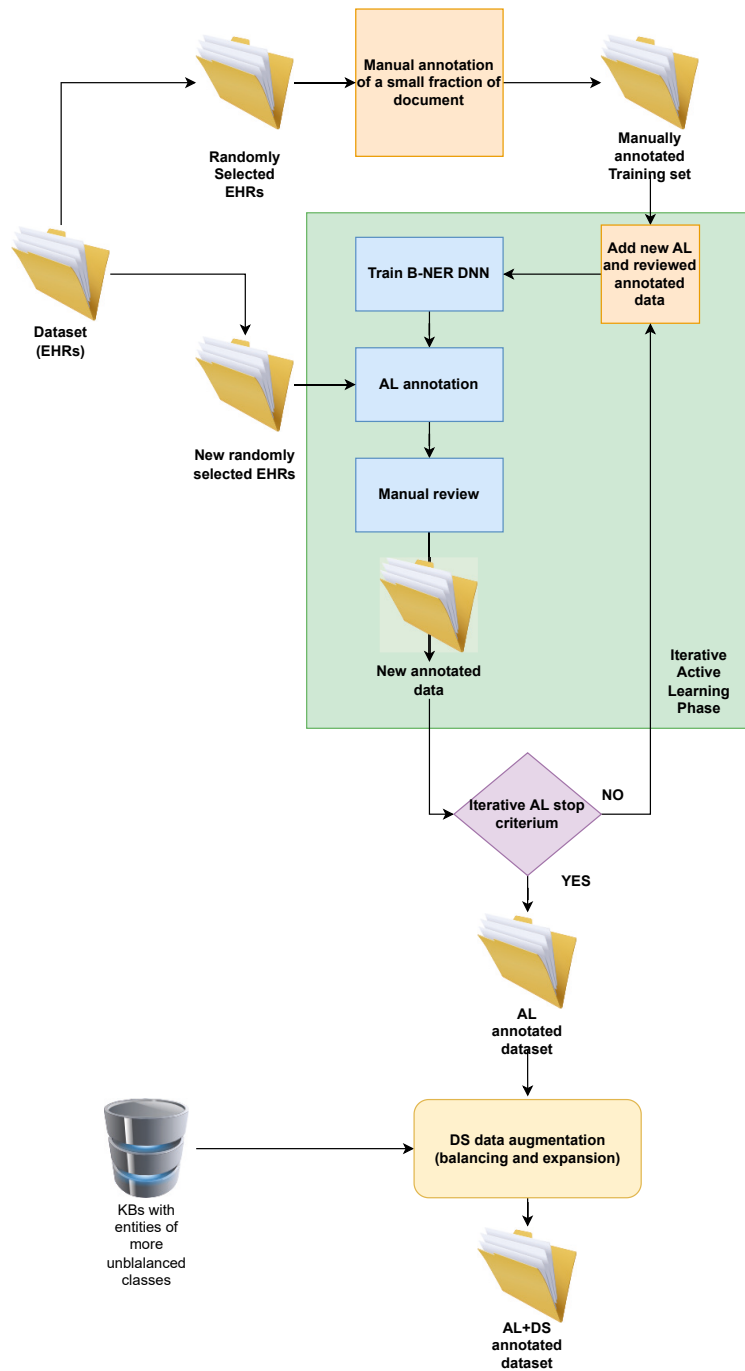 Manual annotation
of a small fraction of
document
Randomly
Selected
EHRs
Manually
annotated
Training set
Add new AL
and reviewed
annotated
data
Train B-NER DNN
Dataset
(EHRs)
AL annotation
New randomly
selected EHRs
Manual review
New annotated
data
Iterative
Active
Learning
Phase
Iterative AL stop
criterium
NO
YES
AL
annotated
dataset
DS data augmentation
(balancing and expansion)
KBs with
entities of
more
unblalanced
classes
AL+DS
annotated
dataset